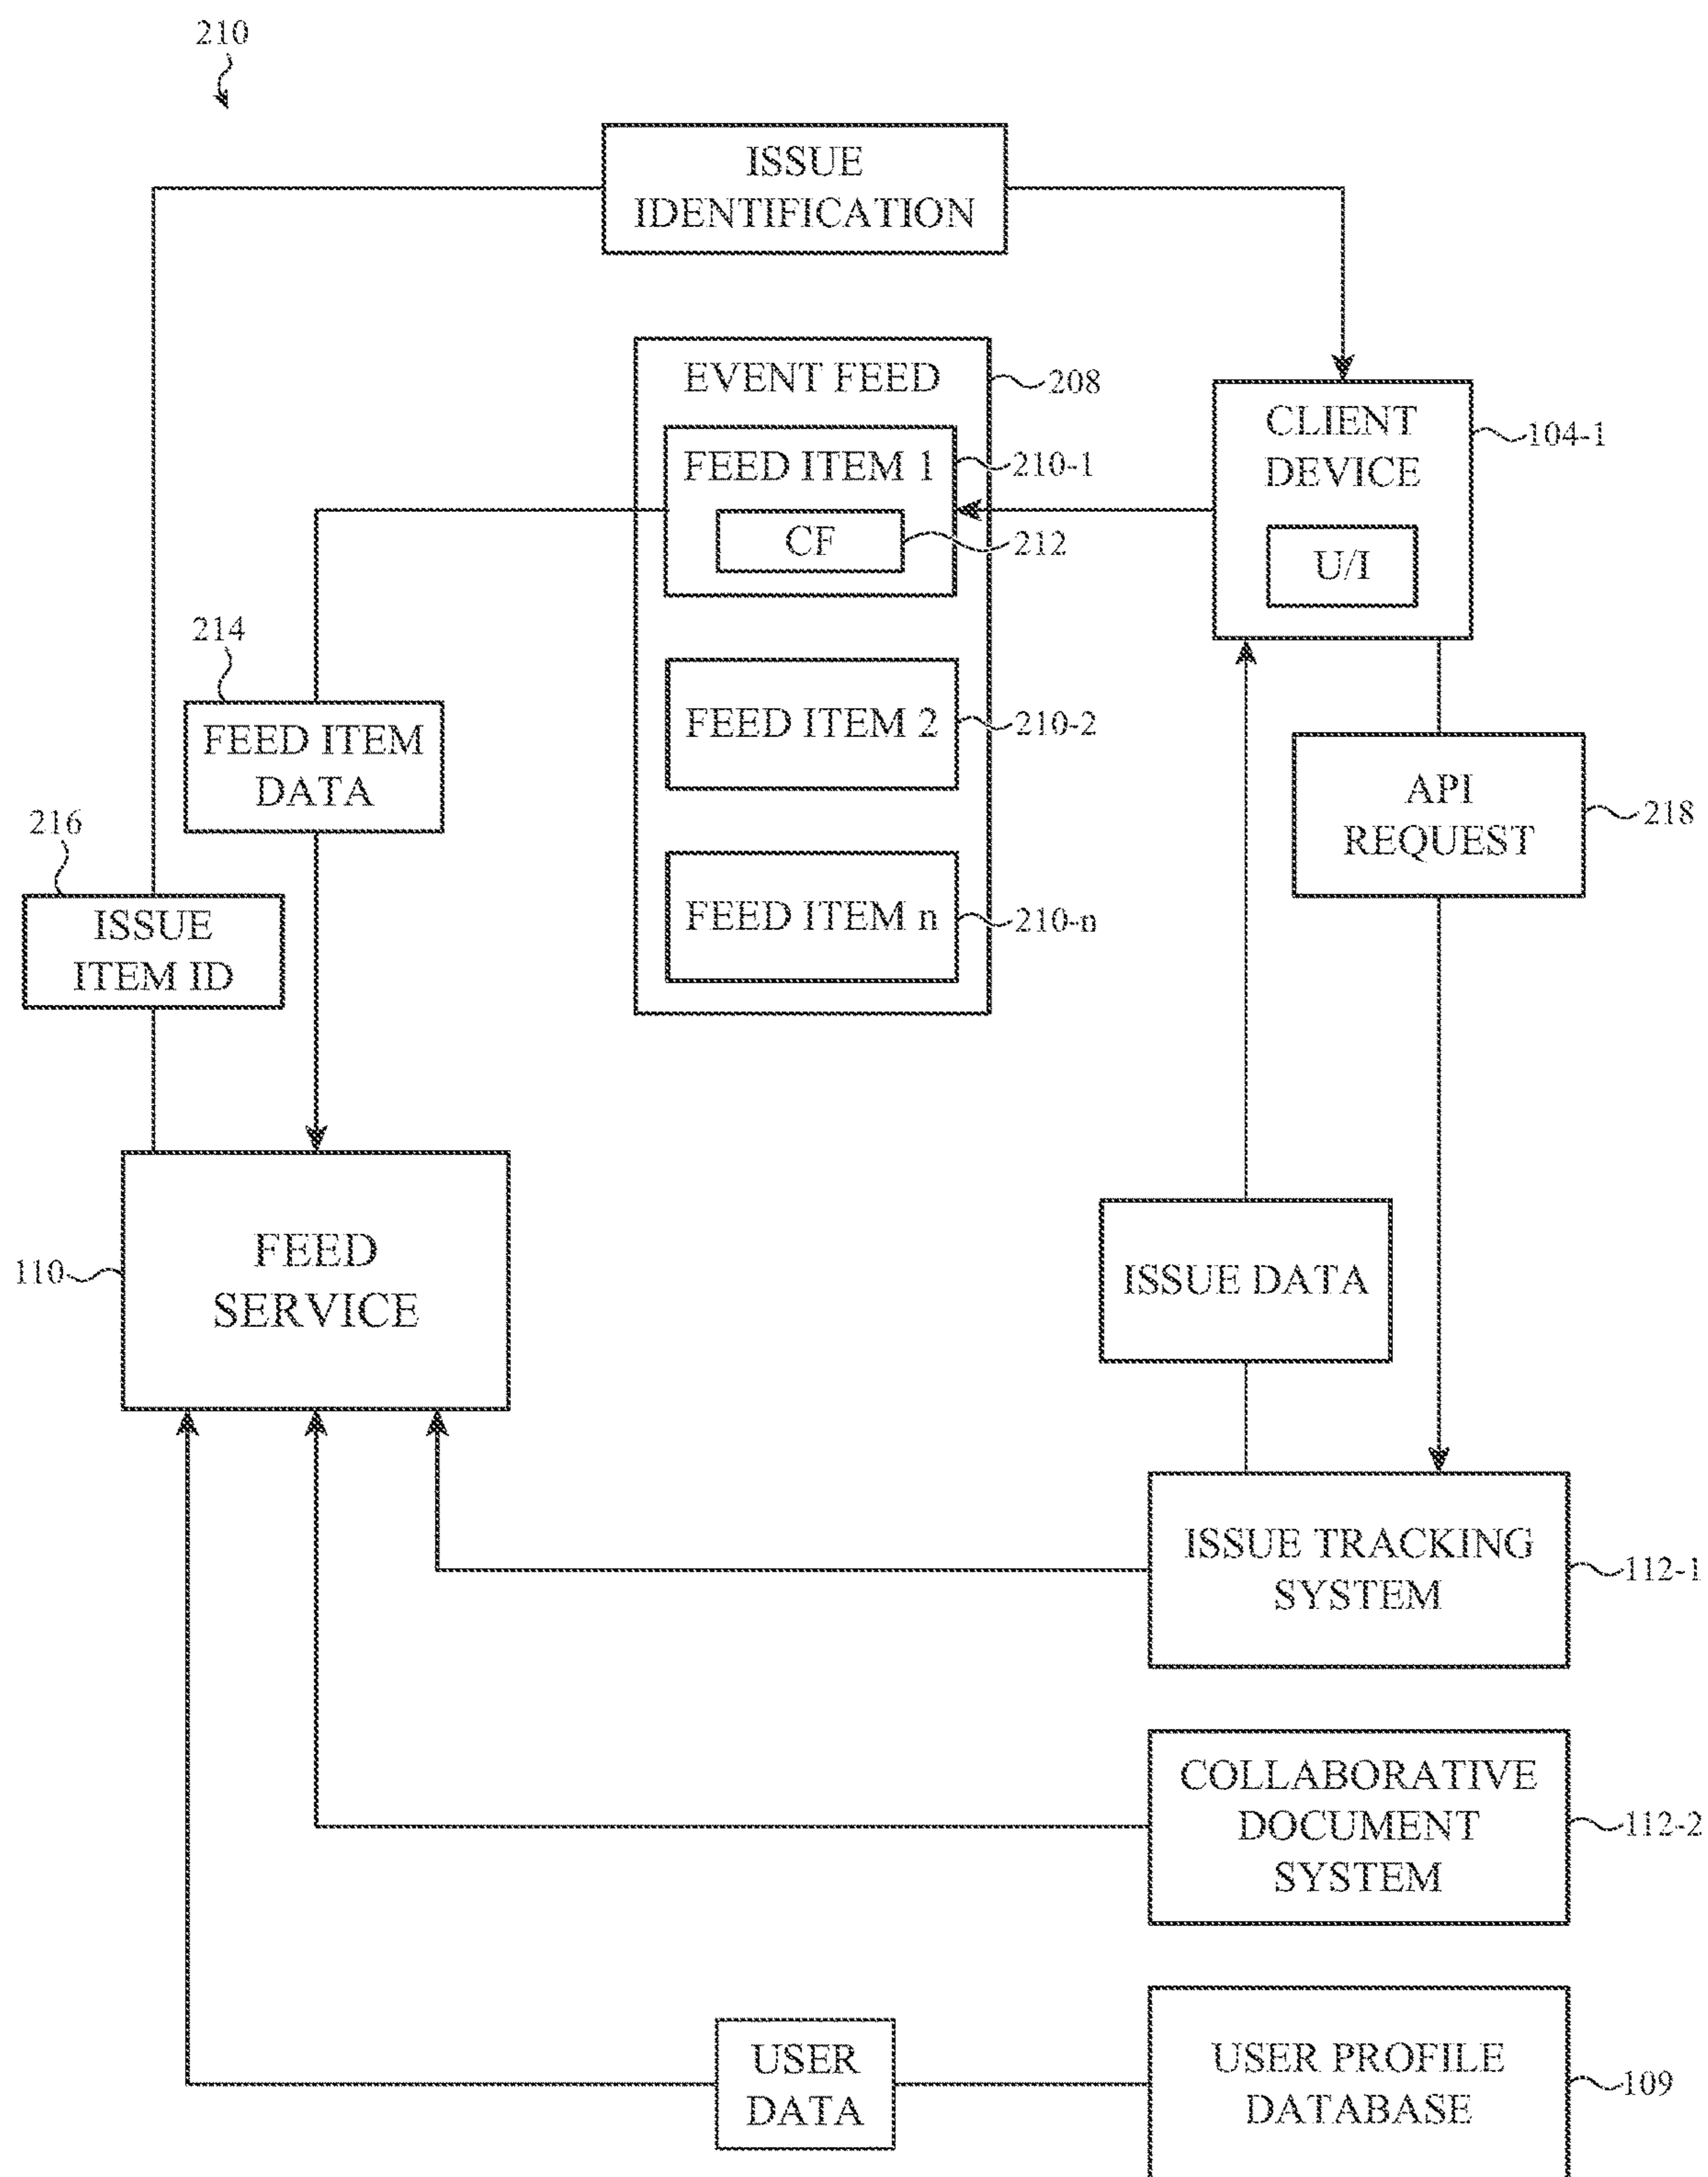 210
ISSUE
IDENTIFICATION
EVENT FEED
208
CLIENT
DEVICE
104-1
U/I
FEED ITEM 1
210-1
CF
212
214
FEED ITEM
DATA
FEED ITEM 2
210-2
API
REQUEST
218
216
ISSUE
ITEM ID
FEED ITEM n
210-n
FEED
SERVICE
110
ISSUE DATA
ISSUE TRACKING
SYSTEM
112-1
COLLABORATIVE
DOCUMENT
SYSTEM
112-2
USER
DATA
USER PROFILE
DATABASE
109